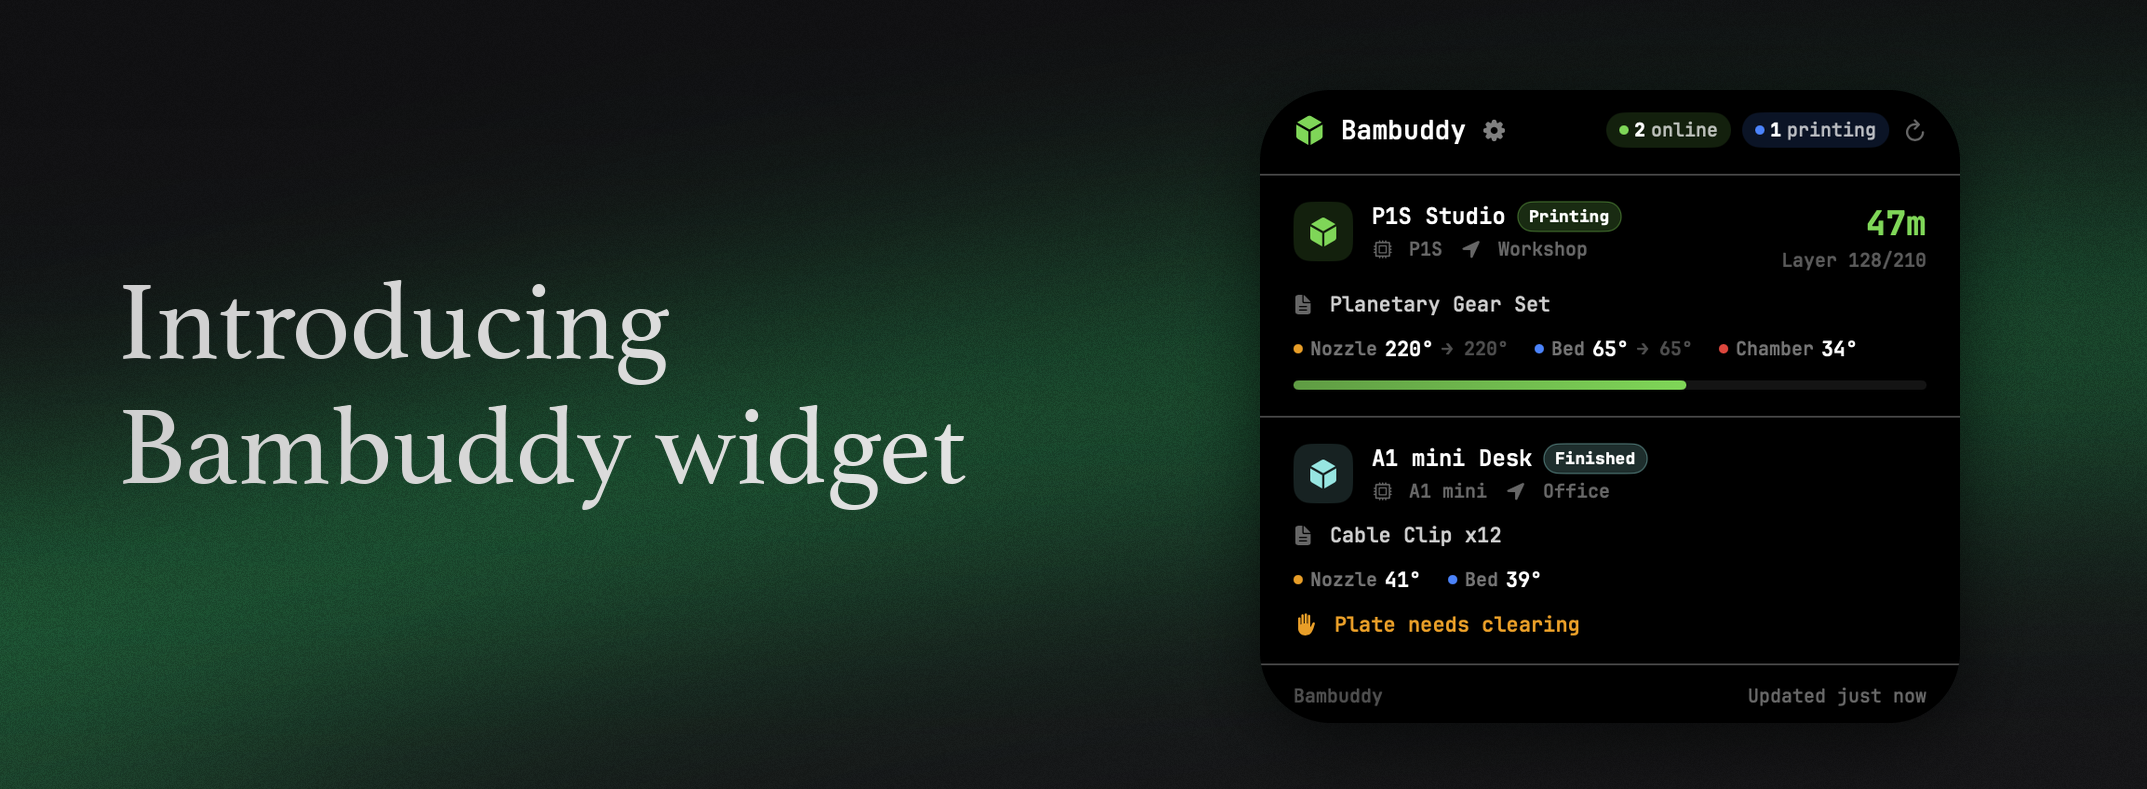 Introducing
Bambuddy widget
Bambuddy 2 online 1 printing
P1S Studio Printing 47m
P1S Workshop Layer 128/210
Planetary Gear Set
Nozzle 220° → 220° Bed 65° → 65° Chamber 34°
A1 mini Desk Finished
A1 mini Office
Cable Clip x12
Nozzle 41° Bed 39°
Plate needs clearing
Bambuddy Updated just now